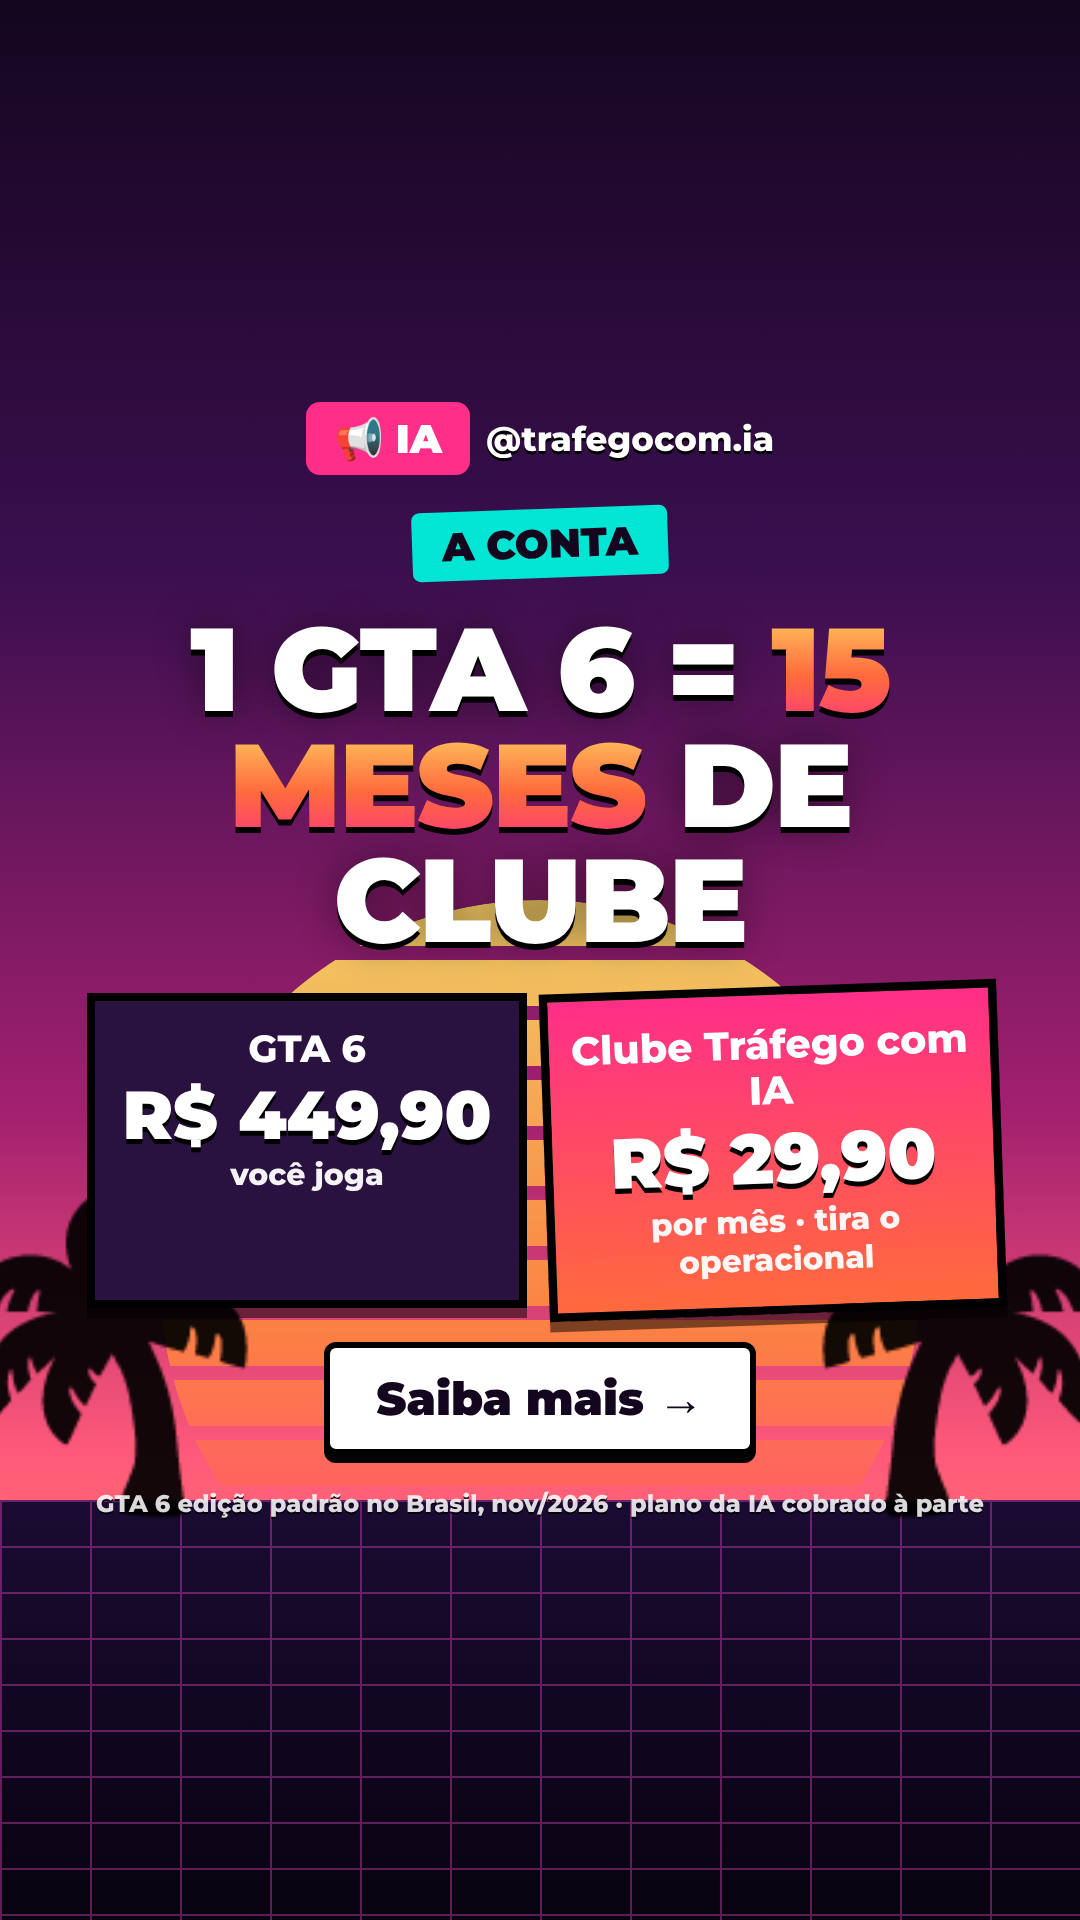 📢 IA @trafegocom.ia
A CONTA
1 GTA 6 = 15
MESES DE
CLUBE
GTA 6
R$ 449,90
você joga
Clube Tráfego com
IA
R$ 29,90
por mês · tira o
operacional
Saiba mais →
GTA 6 edição padrão no Brasil, nov/2026 · plano da IA cobrado à parte